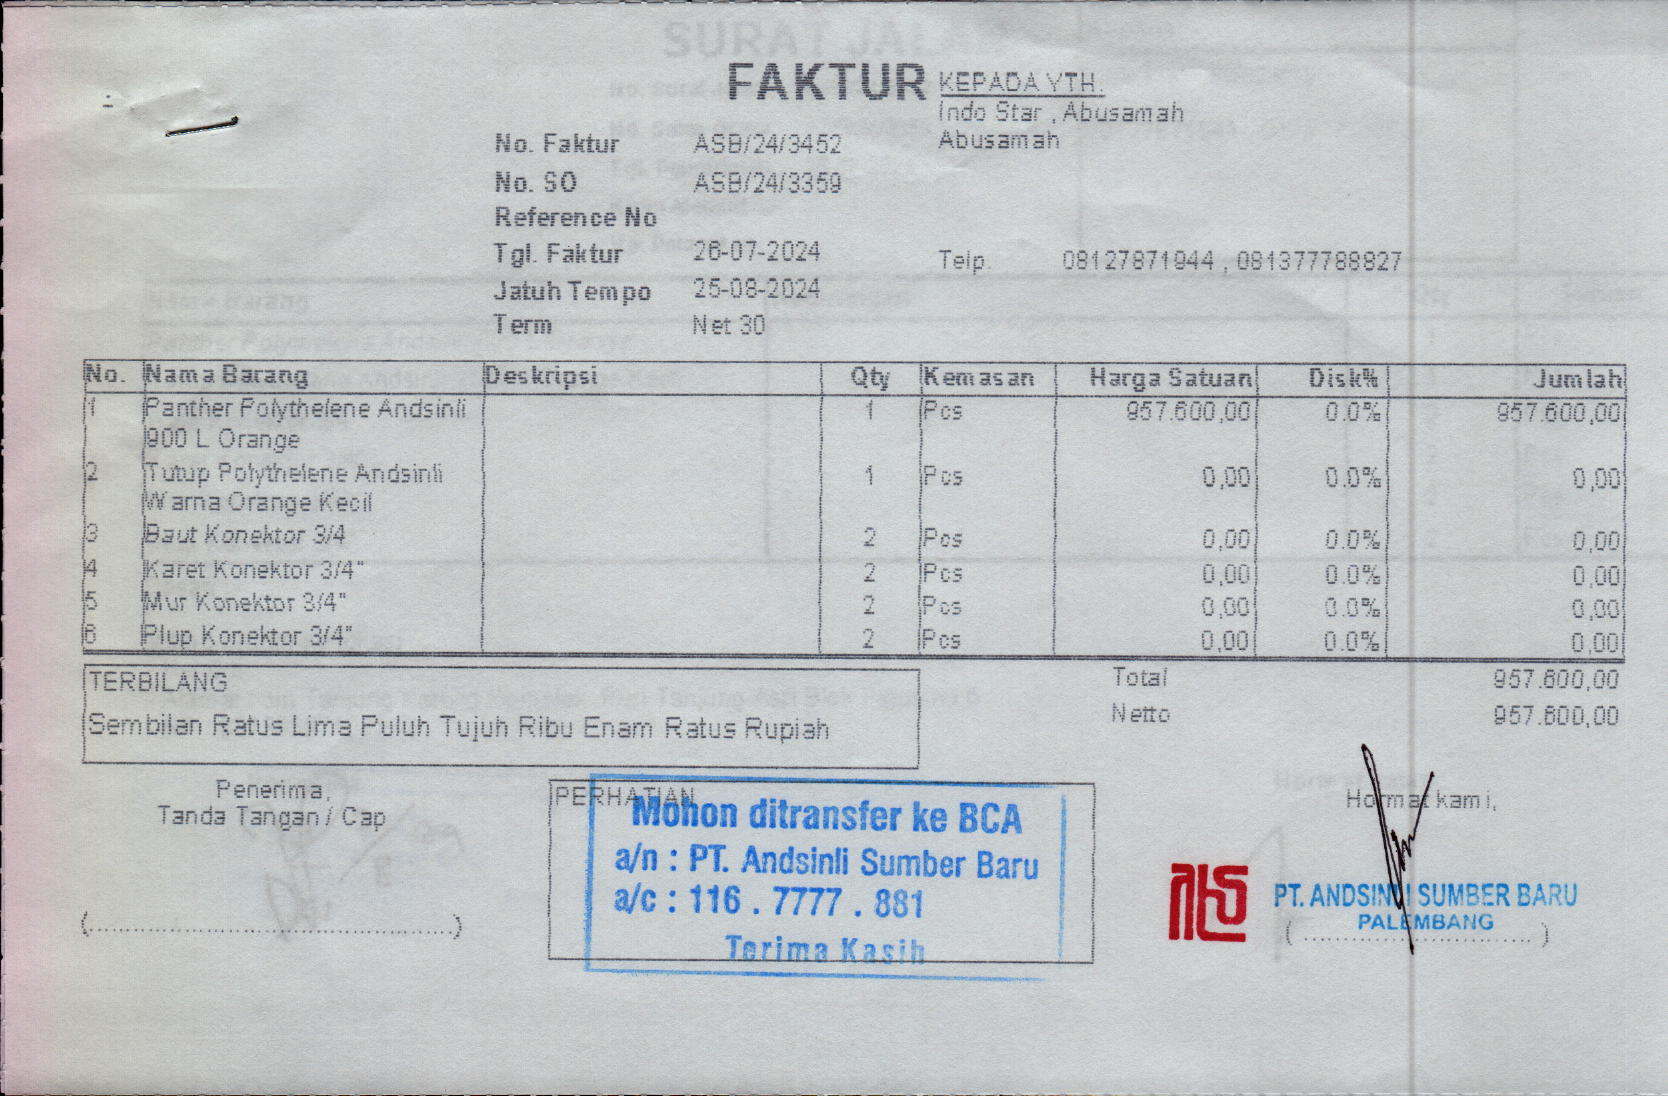 FAKTUR
KEPADA YTH.
Indo Star , Abusamah
Abusamah
No. Faktur ASB/24/3452
No. SO ASB/24/3359
Reference No
Tgl. Faktur 26-07-2024
Telp. 08127871944 , 081377788827
Jatuh Tempo 25-08-2024
Term Net 30
No. Nama Barang Deskripsi Qty Kemasan Harga Satuan Disk% Jumlah
1 Panther Polythelene Andsinli 1 Pcs 957.600,00 0.0% 957.600,00
900 L Orange
2 Tutup Polythelene Andsinli 1 Pcs 0,00 0.0% 0,00
Warna Orange Kecil
3 Baut Konektor 3/4 2 Pcs 0,00 0.0% 0,00
4 Karet Konektor 3/4" 2 Pcs 0,00 0.0% 0,00
5 Mur Konektor 3/4" 2 Pcs 0,00 0.0% 0,00
6 Plup Konektor 3/4" 2 Pcs 0,00 0.0% 0,00
TERBILANG
Sembilan Ratus Lima Puluh Tujuh Ribu Enam Ratus Rupiah
Total 957.600,00
Netto 957.600,00
Penerima,
Tanda Tangan / Cap
(................................................)
PERHATIAN
Mohon ditransfer ke BCA
a/n : PT. Andsinli Sumber Baru
a/c : 116 . 7777 . 881
Terima Kasih
Hormat kami,
PT. ANDSINLI SUMBER BARU
PALEMBANG
( .............................. )